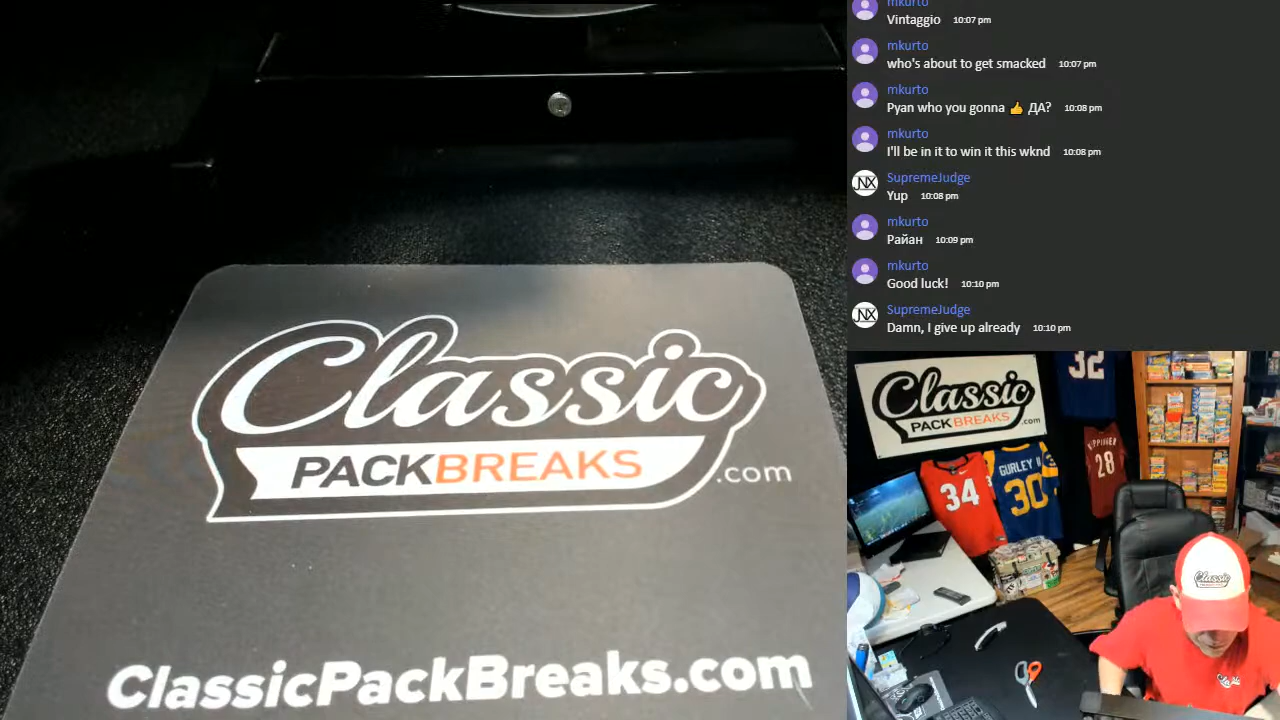 Classic
PACKBREAKS
.com
ClassicPackBreaks.com
mkurto
Vintaggio 10:07 pm
mkurto
who's about to get smacked 10:07 pm
mkurto
Pyan who you gonna 👍 ДА? 10:08 pm
mkurto
I'll be in it to win it this wknd 10:08 pm
SupremeJudge
Yup 10:08 pm
mkurto
Райан 10:09 pm
mkurto
Good luck! 10:10 pm
SupremeJudge
Damn, I give up already 10:10 pm
Classic
PACKBREAKS
.com
32
34
GURLEY II
30
28
Classic